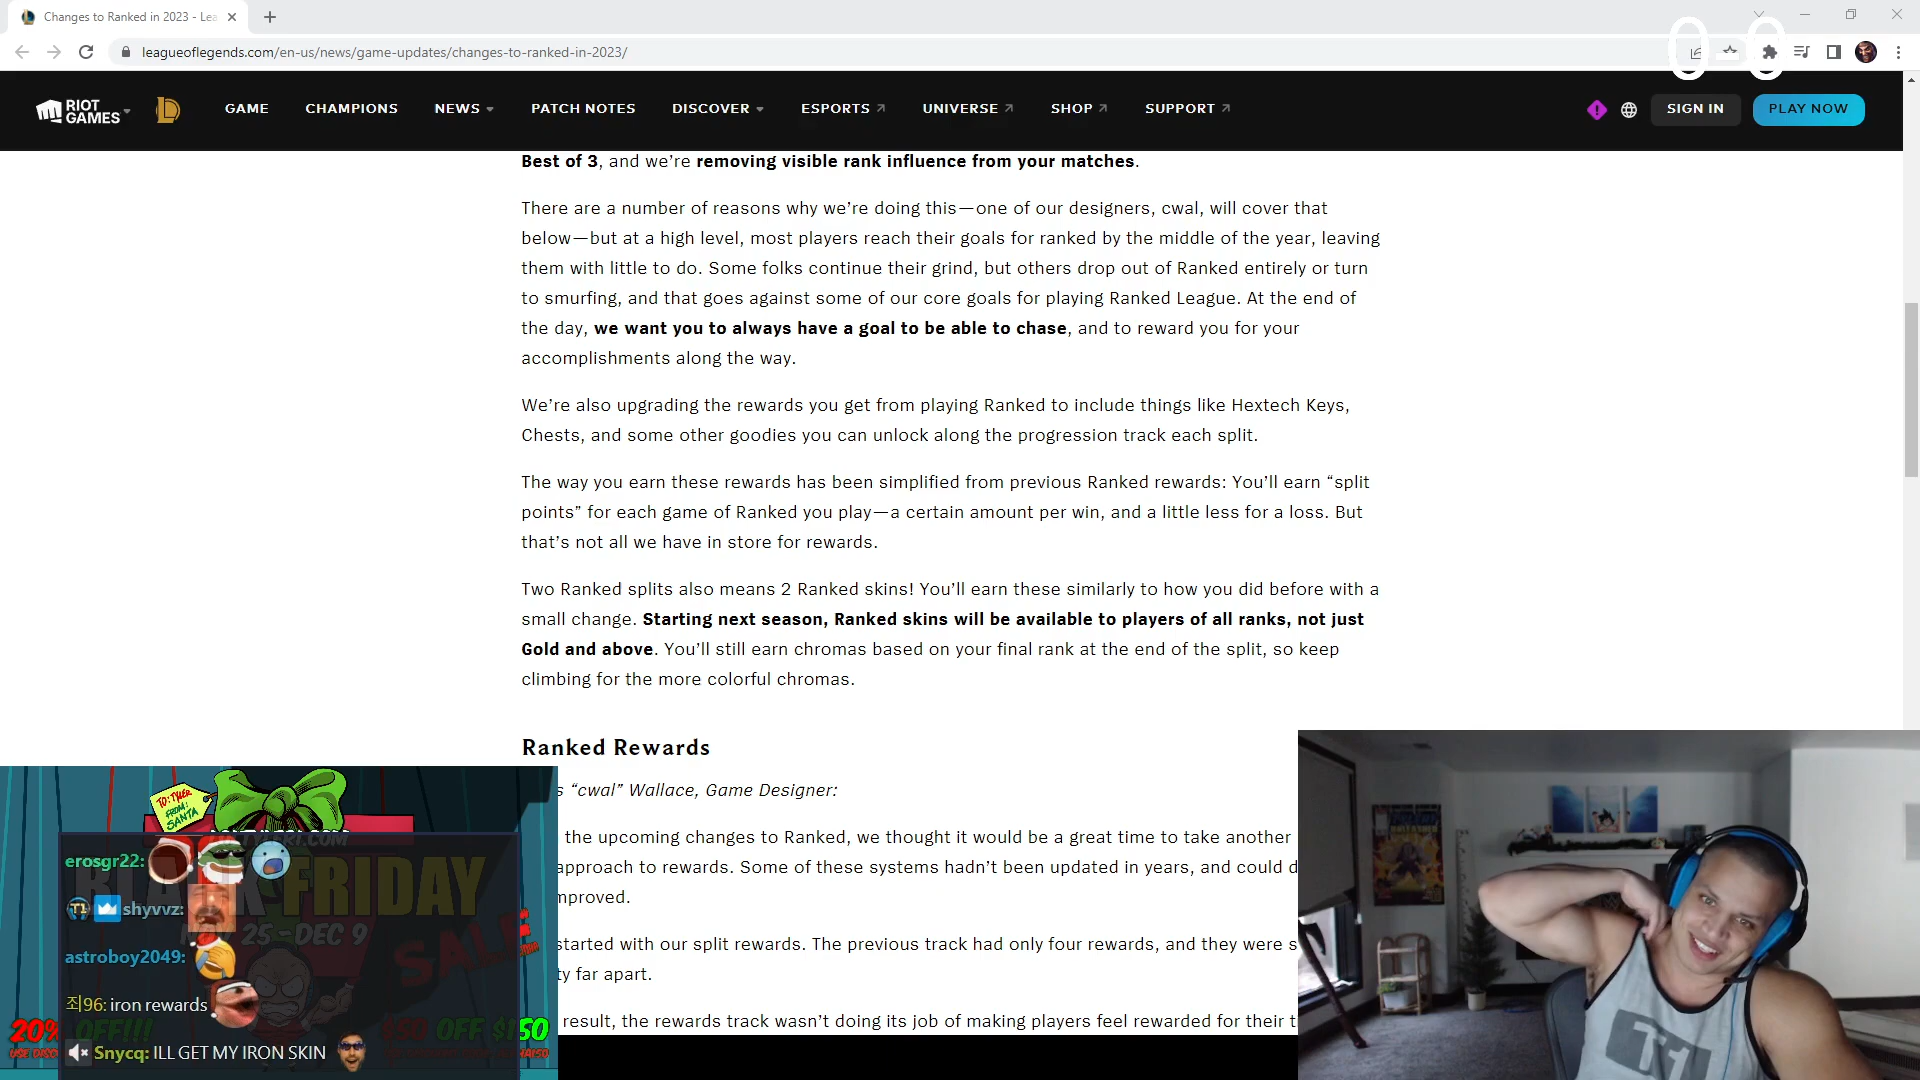 Changes to Ranked in 2023 - Lea
leagueoflegends.com/en-us/news/game-updates/changes-to-ranked-in-2023/
RIOT GAMES GAME CHAMPIONS NEWS PATCH NOTES DISCOVER ESPORTS UNIVERSE SHOP SUPPORT SIGN IN PLAY NOW
Best of 3, and we’re removing visible rank influence from your matches.
There are a number of reasons why we’re doing this—one of our designers, cwal, will cover that
below—but at a high level, most players reach their goals for ranked by the middle of the year, leaving
them with little to do. Some folks continue their grind, but others drop out of Ranked entirely or turn
to smurfing, and that goes against some of our core goals for playing Ranked League. At the end of
the day, we want you to always have a goal to be able to chase, and to reward you for your
accomplishments along the way.
We’re also upgrading the rewards you get from playing Ranked to include things like Hextech Keys,
Chests, and some other goodies you can unlock along the progression track each split.
The way you earn these rewards has been simplified from previous Ranked rewards: You’ll earn “split
points” for each game of Ranked you play—a certain amount per win, and a little less for a loss. But
that’s not all we have in store for rewards.
Two Ranked splits also means 2 Ranked skins! You’ll earn these similarly to how you did before with a
small change. Starting next season, Ranked skins will be available to players of all ranks, not just
Gold and above. You’ll still earn chromas based on your final rank at the end of the split, so keep
climbing for the more colorful chromas.
Ranked Rewards
s “cwal” Wallace, Game Designer:
the upcoming changes to Ranked, we thought it would be a great time to take another
approach to rewards. Some of these systems hadn’t been updated in years, and could d
mproved.
started with our split rewards. The previous track had only four rewards, and they were s
ty far apart.
result, the rewards track wasn’t doing its job of making players feel rewarded for their t
TO: TYLER
FROM: SANTA
BLACK FRIDAY
25 - DEC 9
SALE
20% OFF!!!
$50 OFF $150
erosgr22:
T1 shyvvz:
astroboy2049:
죄96: iron rewards
Snycq: ILL GET MY IRON SKIN
T1